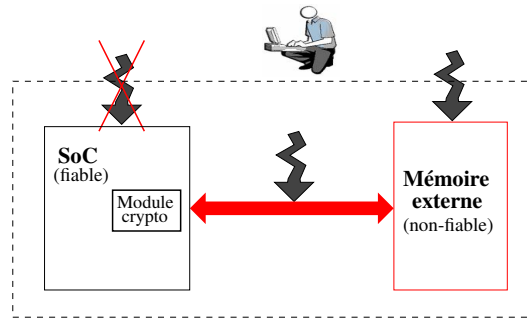 SoC
(fiable)
Module
crypto
Mémoire
externe
(non-fiable)